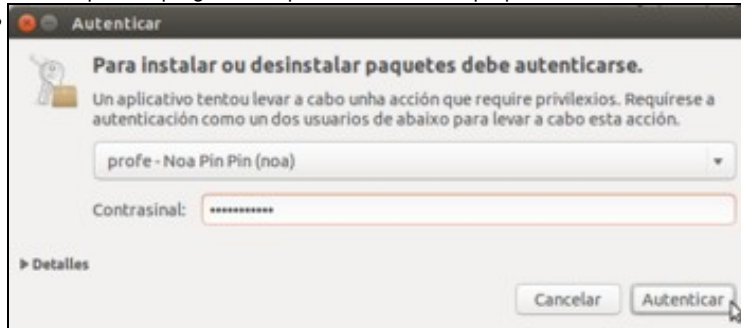 Autenticar
Para instalar ou desinstalar paquetes debe autenticarse.
Un aplicativo tentou levar a cabo unha acción que require privilexios. Requírese a
autenticación como un dos usuarios de abaixo para levar a cabo esta acción.
profe - Noa Pin Pin (noa)
Contrasinal: •••••••••••
Detalles
Cancelar Autenticar